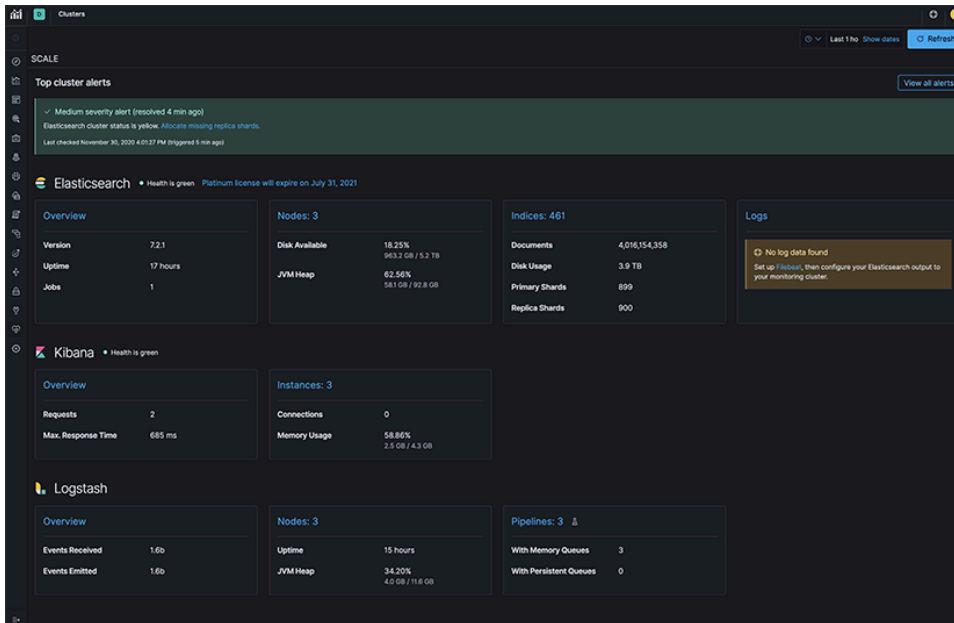 D Clusters
Last 1 ho Show dates Refresh
SCALE
Top cluster alerts
View all alerts
Medium severity alert (resolved 4 min ago)
Elasticsearch cluster status is yellow. Allocate missing replica shards.
Last checked November 30, 2020 4:01:27 PM (triggered 5 min ago)
Elasticsearch Health is green Platinum license will expire on July 31, 2021
Overview
Version 7.2.1
Uptime 17 hours
Jobs 1
Nodes: 3
Disk Available 18.25%
963.2 GB / 5.2 TB
JVM Heap 62.56%
58.1 GB / 92.8 GB
Indices: 461
Documents 4,016,154,358
Disk Usage 3.9 TB
Primary Shards 899
Replica Shards 900
Logs
No log data found
Set up Filebeat, then configure your Elasticsearch output to
your monitoring cluster.
Kibana Health is green
Overview
Requests 2
Max. Response Time 685 ms
Instances: 3
Connections 0
Memory Usage 58.86%
2.5 GB / 4.3 GB
Logstash
Overview
Events Received 1.6b
Events Emitted 1.6b
Nodes: 3
Uptime 15 hours
JVM Heap 34.20%
4.0 GB / 11.6 GB
Pipelines: 3
With Memory Queues 3
With Persistent Queues 0